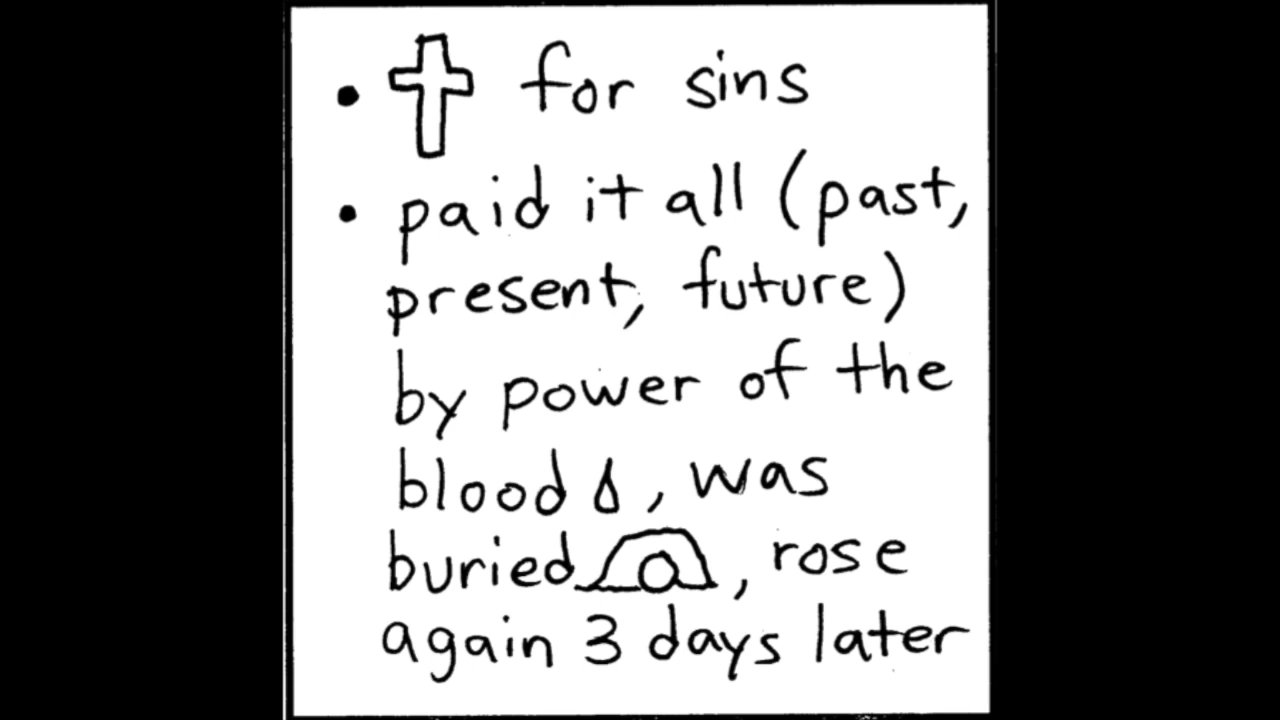 • for sins
• paid it all (past,
present, future)
by power of the
blood, was
buried, rose
again 3 days later